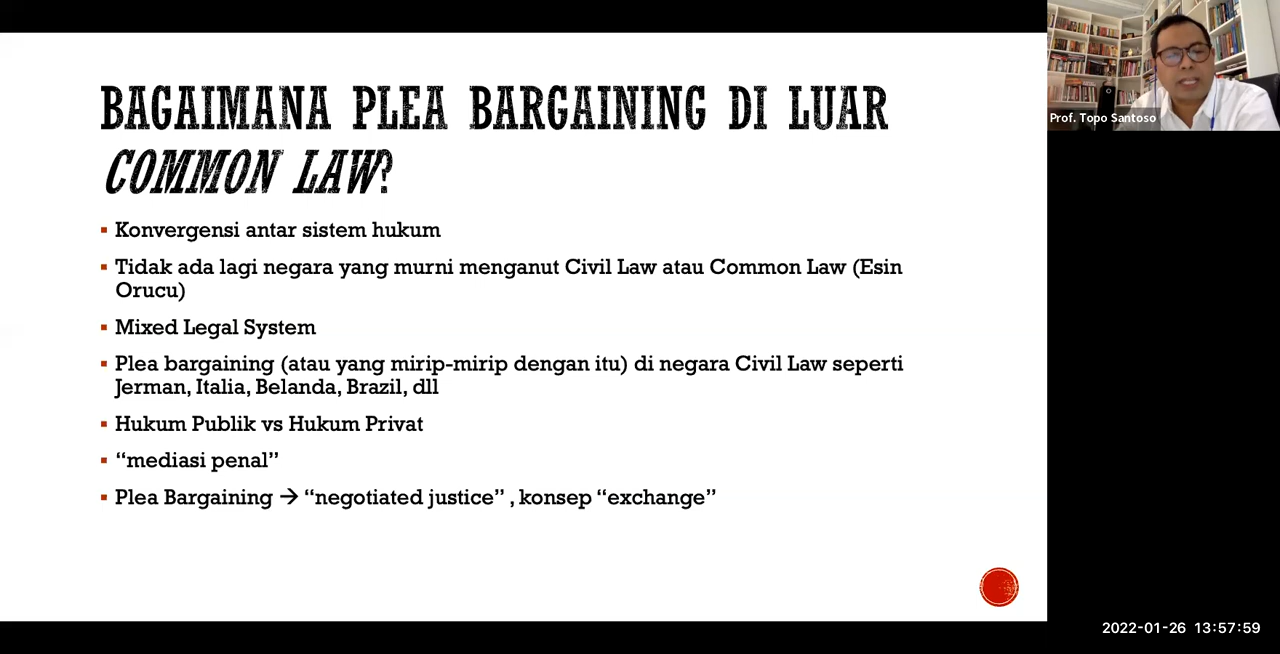 BAGAIMANA PLEA BARGAINING DI LUAR
COMMON LAW?
▪ Konvergensi antar sistem hukum
▪ Tidak ada lagi negara yang murni menganut Civil Law atau Common Law (Esin
Orucu)
▪ Mixed Legal System
▪ Plea bargaining (atau yang mirip-mirip dengan itu) di negara Civil Law seperti
Jerman, Italia, Belanda, Brazil, dll
▪ Hukum Publik vs Hukum Privat
▪ “mediasi penal”
▪ Plea Bargaining → “negotiated justice” , konsep “exchange”
Prof. Topo Santoso
2022-01-26 13:57:59